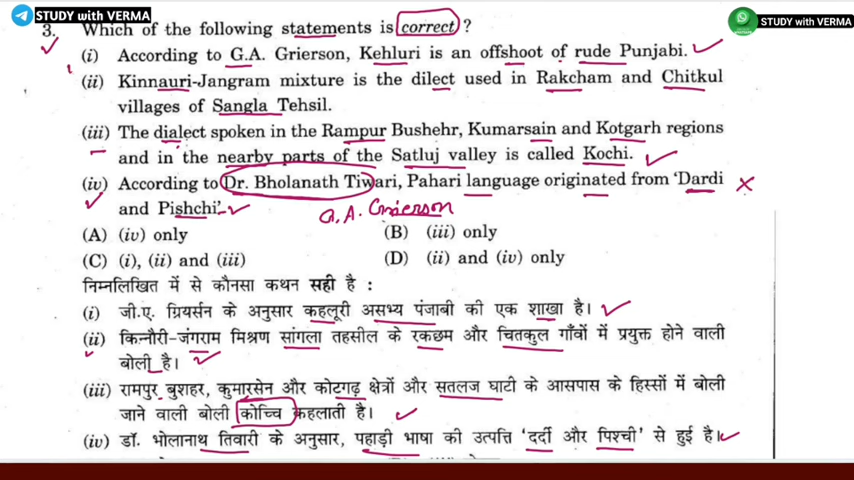 STUDY with VERMA
STUDY with VERMA
3. Which of the following statements is correct ?
(i) According to G.A. Grierson, Kehluri is an offshoot of rude Punjabi.
(ii) Kinnauri-Jangram mixture is the dilect used in Rakcham and Chitkul
villages of Sangla Tehsil.
(iii) The dialect spoken in the Rampur Bushehr, Kumarsain and Kotgarh regions
and in the nearby parts of the Satluj valley is called Kochi.
(iv) According to Dr. Bholanath Tiwari, Pahari language originated from 'Dardi
and Pishchi'.
G.A. Grierson
(A) (iv) only
(B) (iii) only
(C) (i), (ii) and (iii)
(D) (ii) and (iv) only
निम्नलिखित में से कौनसा कथन सही है :
(i) जी.ए. ग्रियर्सन के अनुसार कहलूरी असभ्य पंजाबी की एक शाखा है।
(ii) किन्नौरी-जंगराम मिश्रण सांगला तहसील के रकछम और चितकुल गाँवों में प्रयुक्त होने वाली
बोली है।
(iii) रामपुर बुशहर, कुमारसेन और कोटगढ़ क्षेत्रों और सतलज घाटी के आसपास के हिस्सों में बोली
जाने वाली बोली कोच्चि कहलाती है।
(iv) डॉ. भोलानाथ तिवारी के अनुसार, पहाड़ी भाषा की उत्पत्ति 'दर्दी और पिश्ची' से हुई है।